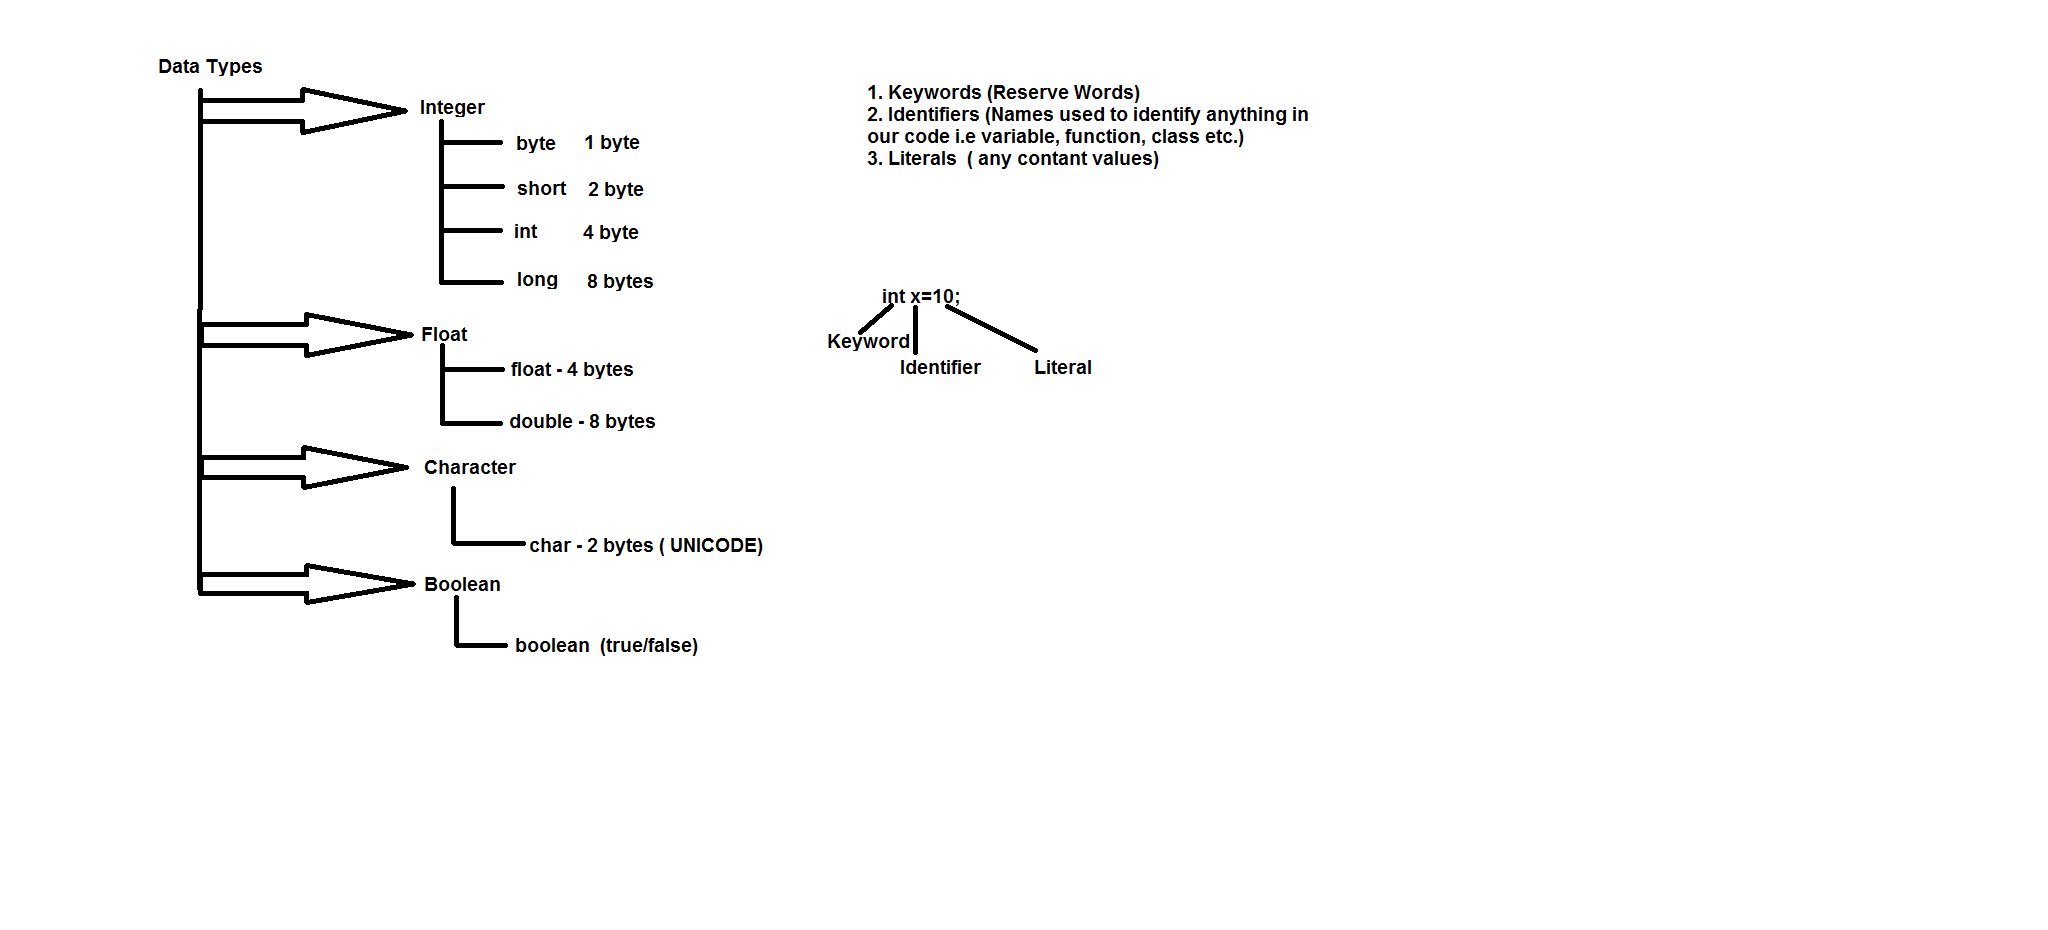 Data Types
Integer
byte 1 byte
short 2 byte
int 4 byte
long 8 bytes
Float
float - 4 bytes
double - 8 bytes
Character
char - 2 bytes ( UNICODE)
Boolean
boolean (true/false)
1. Keywords (Reserve Words)
2. Identifiers (Names used to identify anything in
our code i.e variable, function, class etc.)
3. Literals ( any contant values)
int x=10;
Keyword
Identifier
Literal